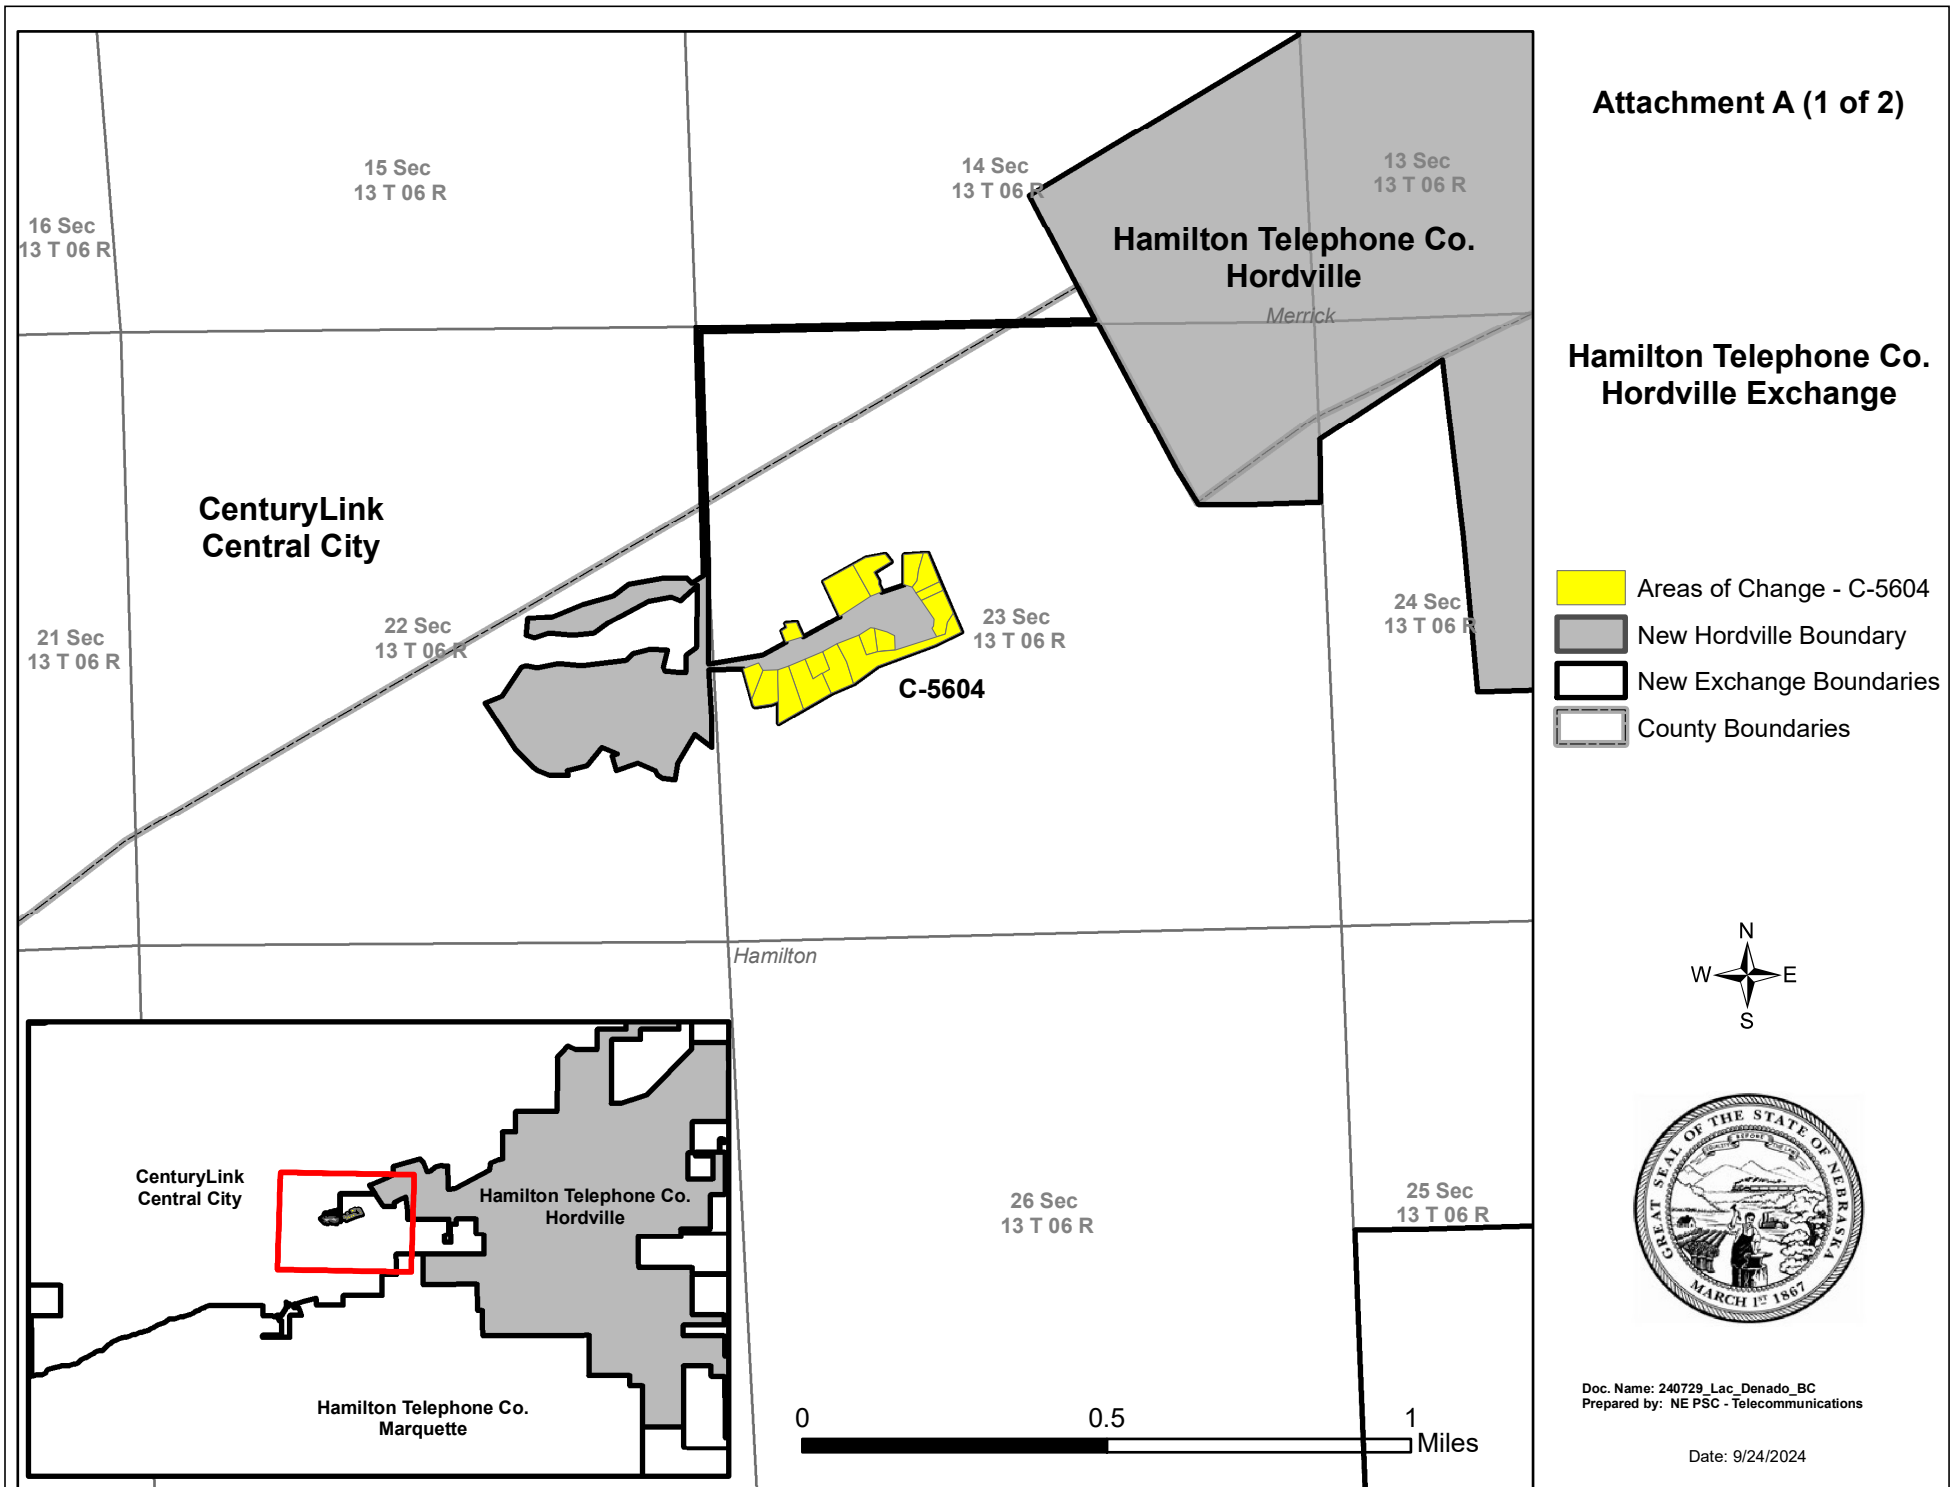 Attachment A (1 of 2)
15 Sec
13 T 06 R
14 Sec
13 T 06 R
13 Sec
13 T 06 R
16 Sec
13 T 06 R
Hamilton Telephone Co.
Hordville
Merrick
Hamilton Telephone Co.
Hordville Exchange
CenturyLink
Central City
21 Sec
13 T 06 R
22 Sec
13 T 06 R
23 Sec
13 T 06 R
24 Sec
13 T 06 R
C-5604
Areas of Change - C-5604
New Hordville Boundary
New Exchange Boundaries
County Boundaries
Hamilton
N
W
E
S
CenturyLink
Central City
Hamilton Telephone Co.
Hordville
Hamilton Telephone Co.
Marquette
26 Sec
13 T 06 R
25 Sec
13 T 06 R
GREAT SEAL OF THE STATE OF NEBRASKA
EQUALITY BEFORE THE LAW
MARCH 1ST 1867
0
0.5
1
Miles
Doc. Name: 240729_Lac_Denado_BC
Prepared by: NE PSC - Telecommunications
Date: 9/24/2024